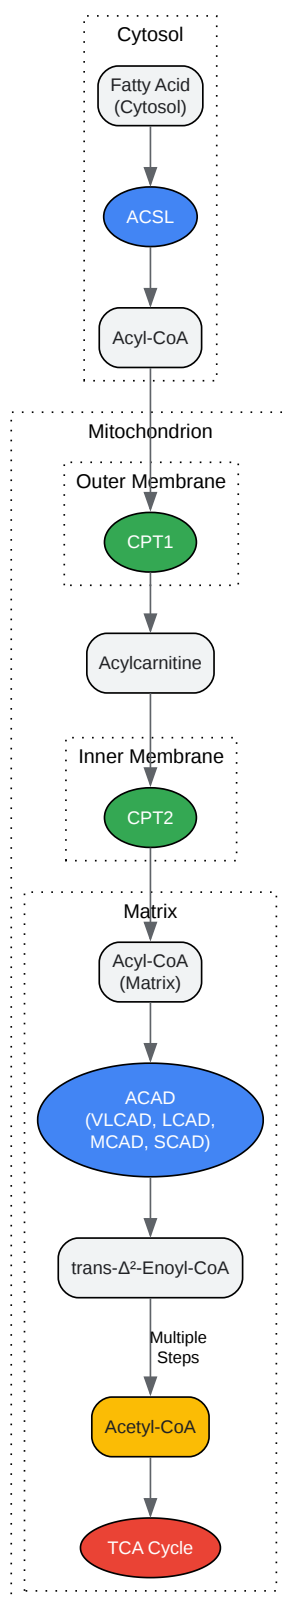 Cytosol
Fatty Acid
(Cytosol)
ACSL
Acyl-CoA
Mitochondrion
Outer Membrane
CPT1
Acylcarnitine
Inner Membrane
CPT2
Matrix
Acyl-CoA
(Matrix)
ACAD
(VLCAD, LCAD,
MCAD, SCAD)
trans-Δ²-Enoyl-CoA
Multiple
Steps
Acetyl-CoA
TCA Cycle